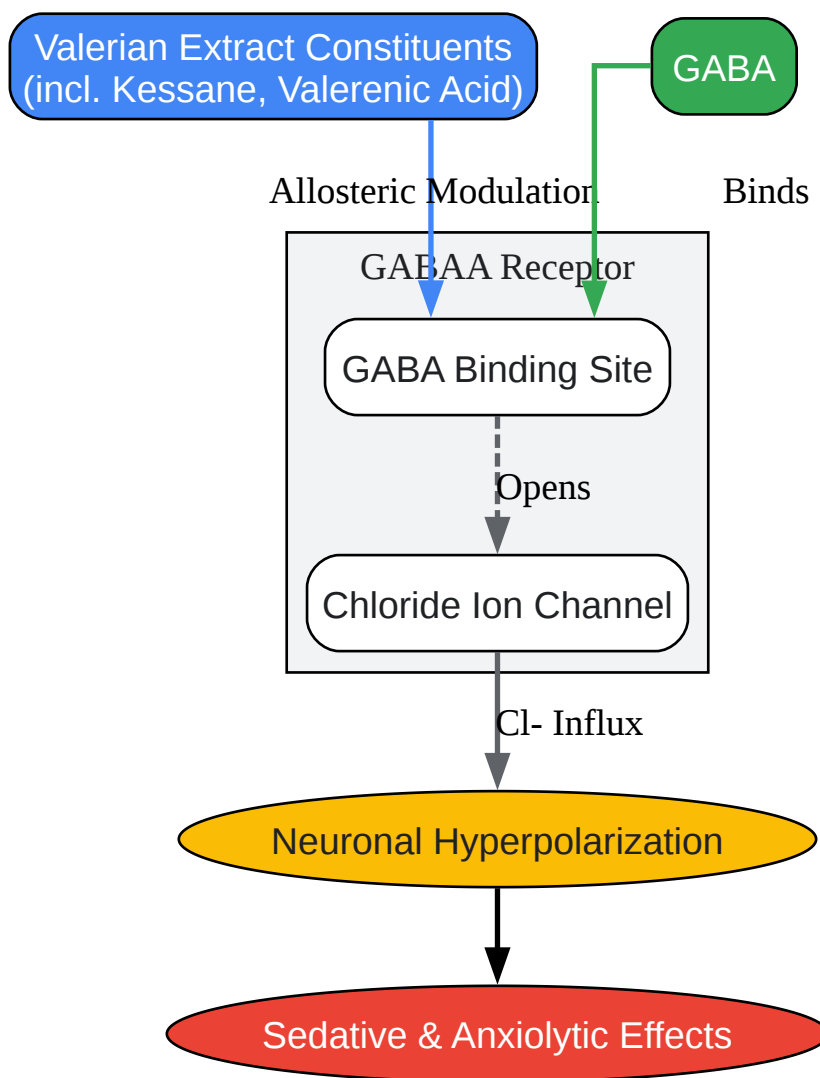 Valerian Extract Constituents
(incl. Kessane, Valerenic Acid)
GABA
Allosteric Modulation
Binds
GABAA Receptor
GABA Binding Site
Opens
Chloride Ion Channel
Cl- Influx
Neuronal Hyperpolarization
Sedative & Anxiolytic Effects